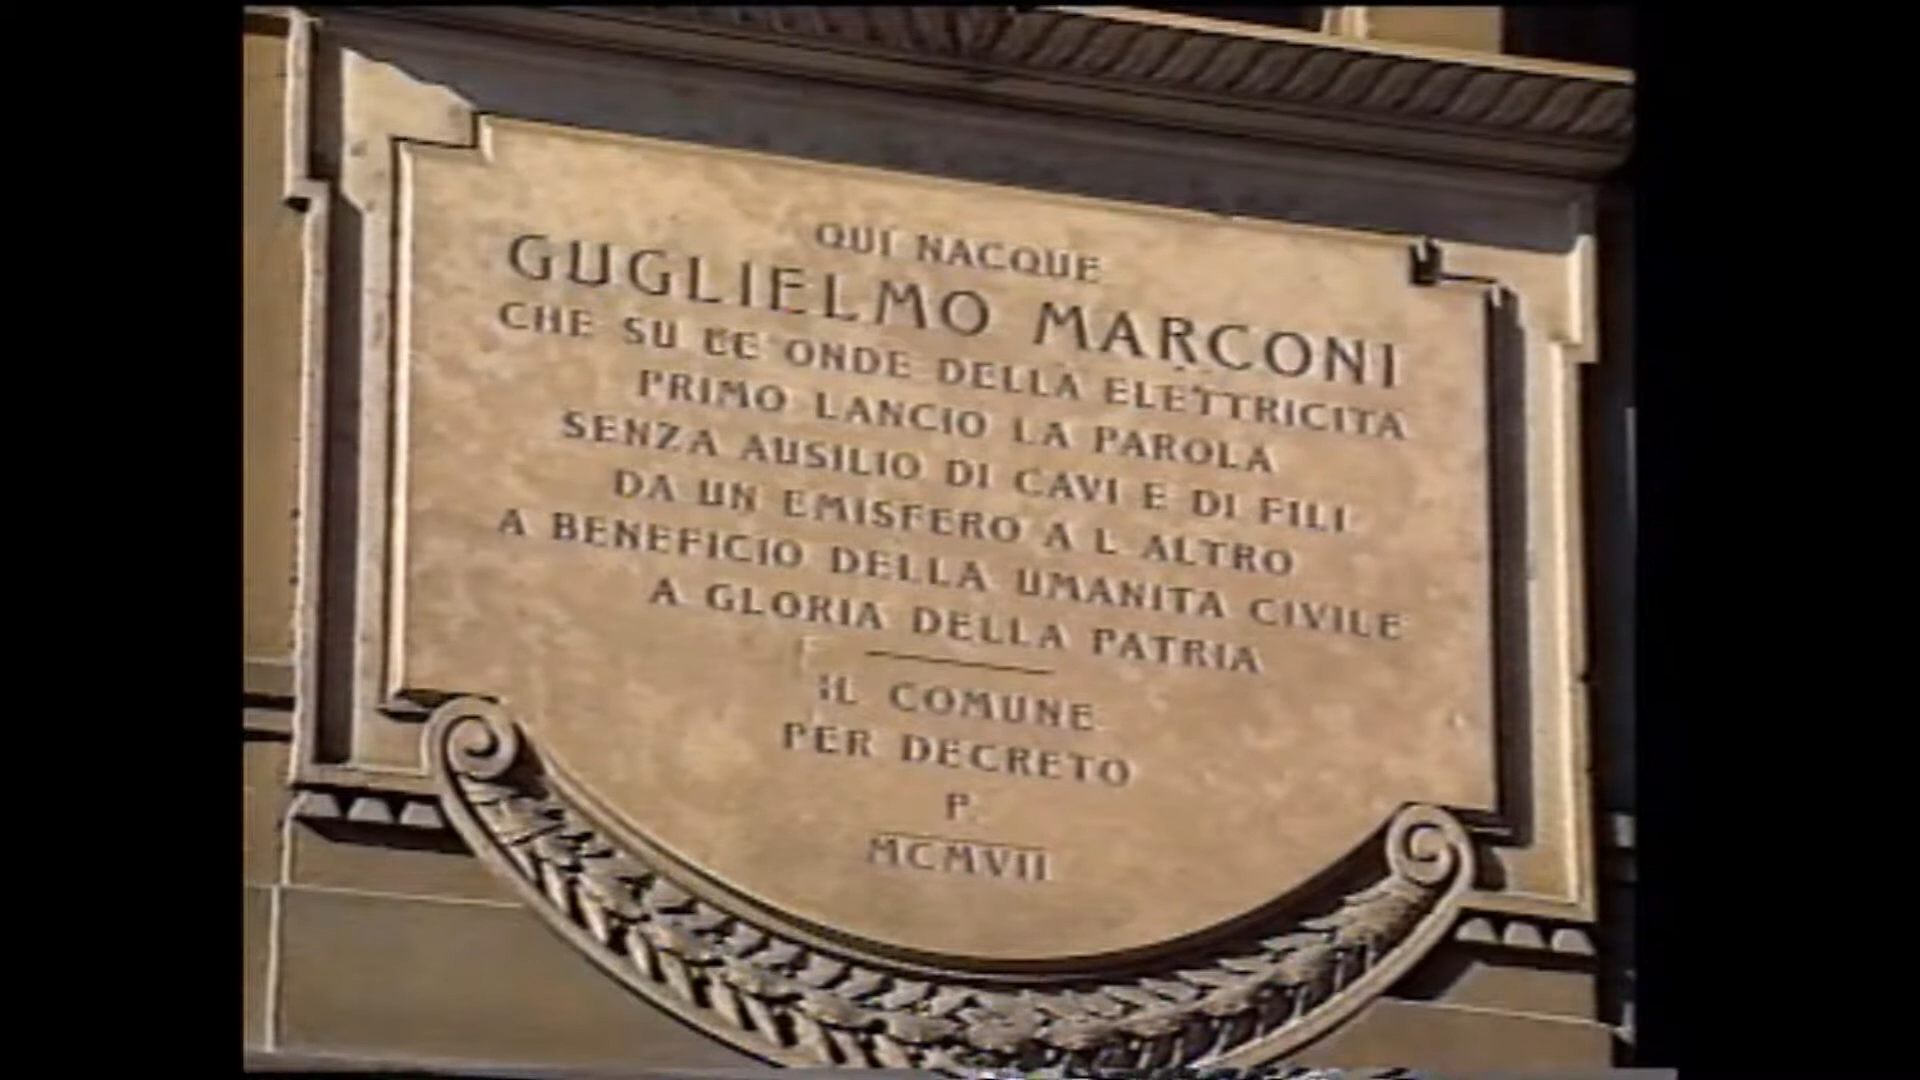 QUI NACQUE
GUGLIELMO MARCONI
CHE SU LE ONDE DELLA ELETTRICITA
PRIMO LANCIO LA PAROLA
SENZA AUSILIO DI CAVI E DI FILI
DA UN EMISFERO A L ALTRO
A BENEFICIO DELLA UMANITA CIVILE
A GLORIA DELLA PATRIA
IL COMUNE
PER DECRETO
P.
MCMVII